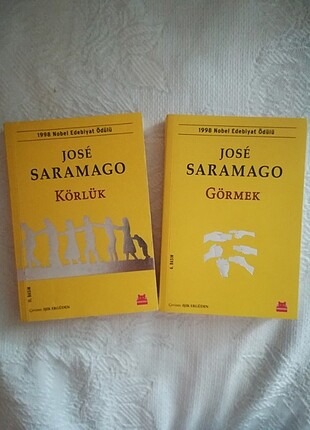 1998 Nobel Edebiyat Ödülü
JOSÉ
SARAMAGO
KÖRLÜK
1998 Nobel Edebiyat Ödülü
JOSÉ
SARAMAGO
GÖRMEK